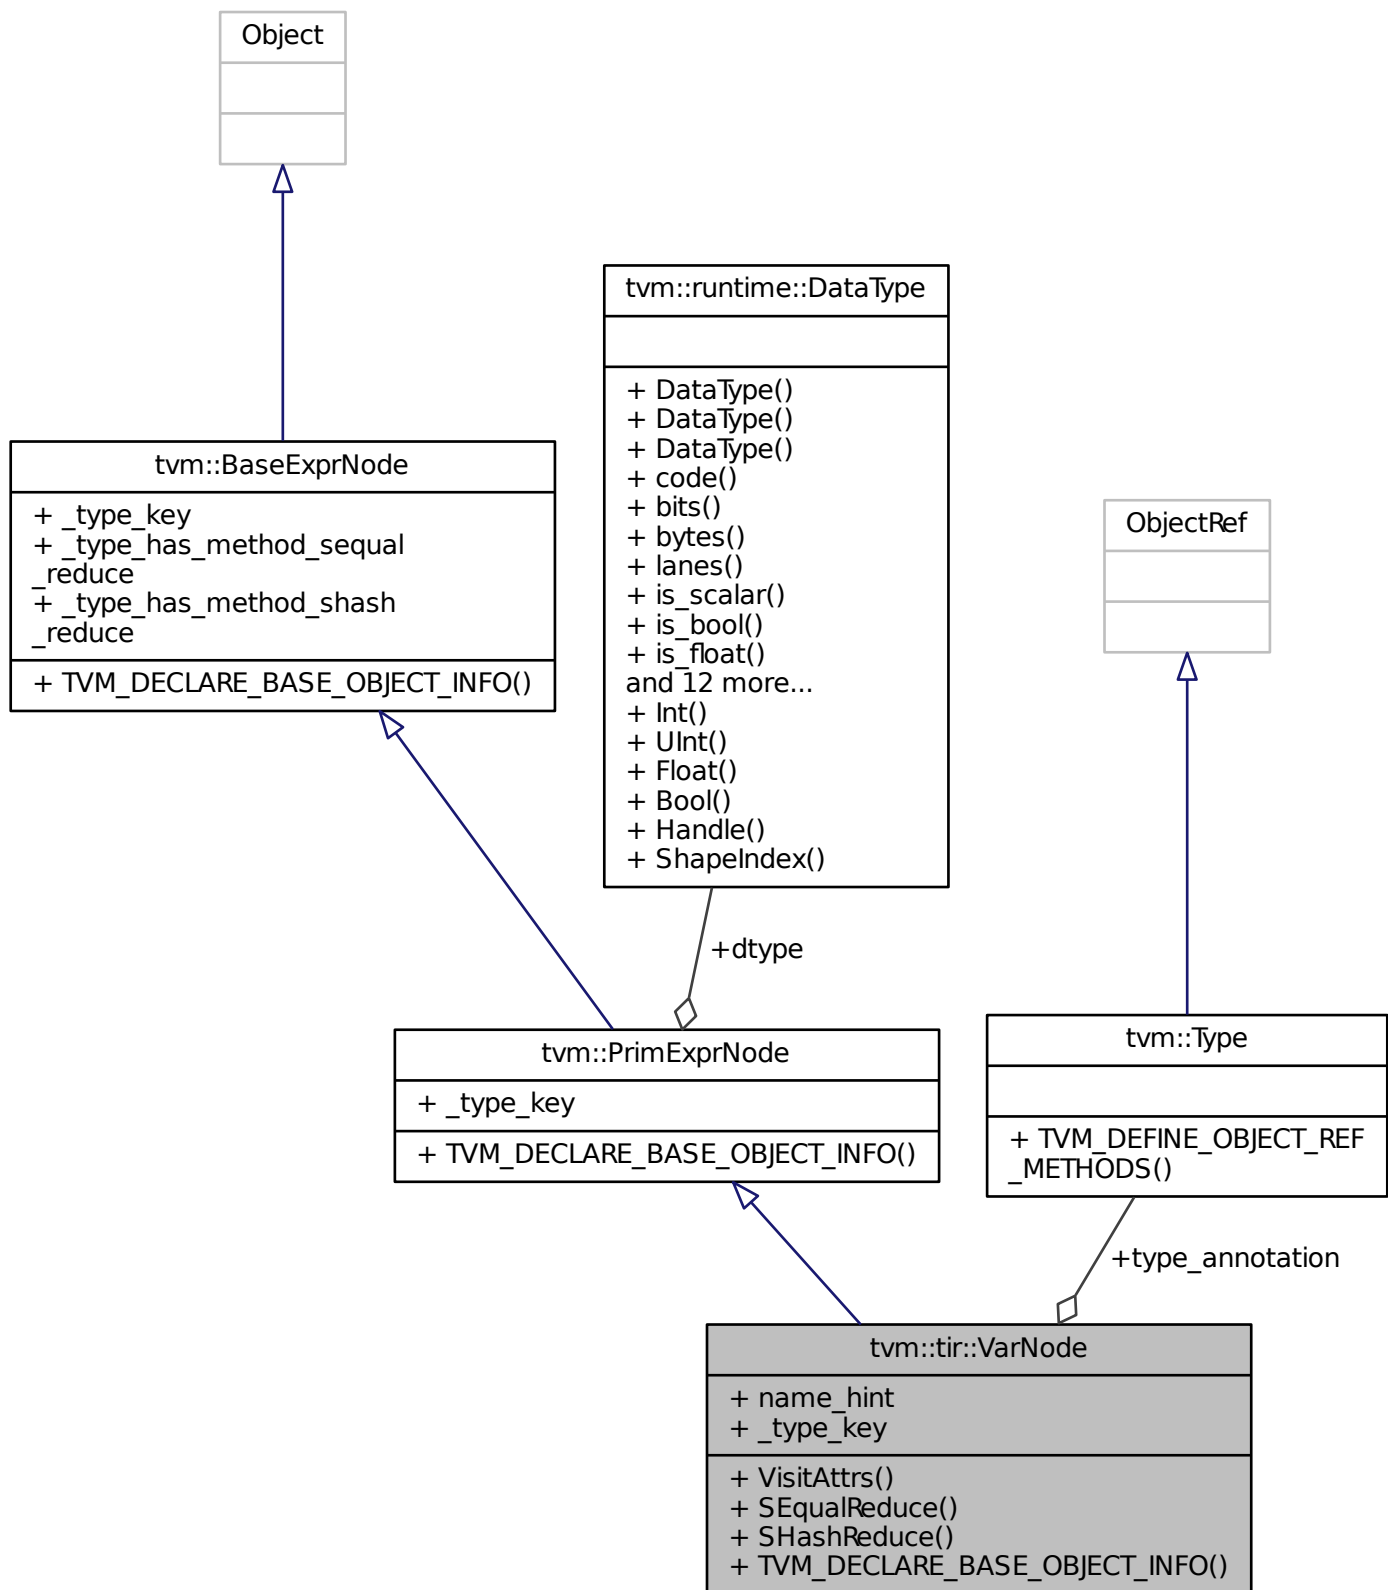 Object
tvm::runtime::DataType
+ DataType()
+ DataType()
+ DataType()
+ code()
+ bits()
+ bytes()
+ lanes()
+ is_scalar()
+ is_bool()
+ is_float()
and 12 more...
+ Int()
+ UInt()
+ Float()
+ Bool()
+ Handle()
+ ShapeIndex()
tvm::BaseExprNode
+ _type_key
+ _type_has_method_sequal
_reduce
+ _type_has_method_shash
_reduce
+ TVM_DECLARE_BASE_OBJECT_INFO()
ObjectRef
+dtype
tvm::PrimExprNode
+ _type_key
+ TVM_DECLARE_BASE_OBJECT_INFO()
tvm::Type
+ TVM_DEFINE_OBJECT_REF
_METHODS()
+type_annotation
tvm::tir::VarNode
+ name_hint
+ _type_key
+ VisitAttrs()
+ SEqualReduce()
+ SHashReduce()
+ TVM_DECLARE_BASE_OBJECT_INFO()